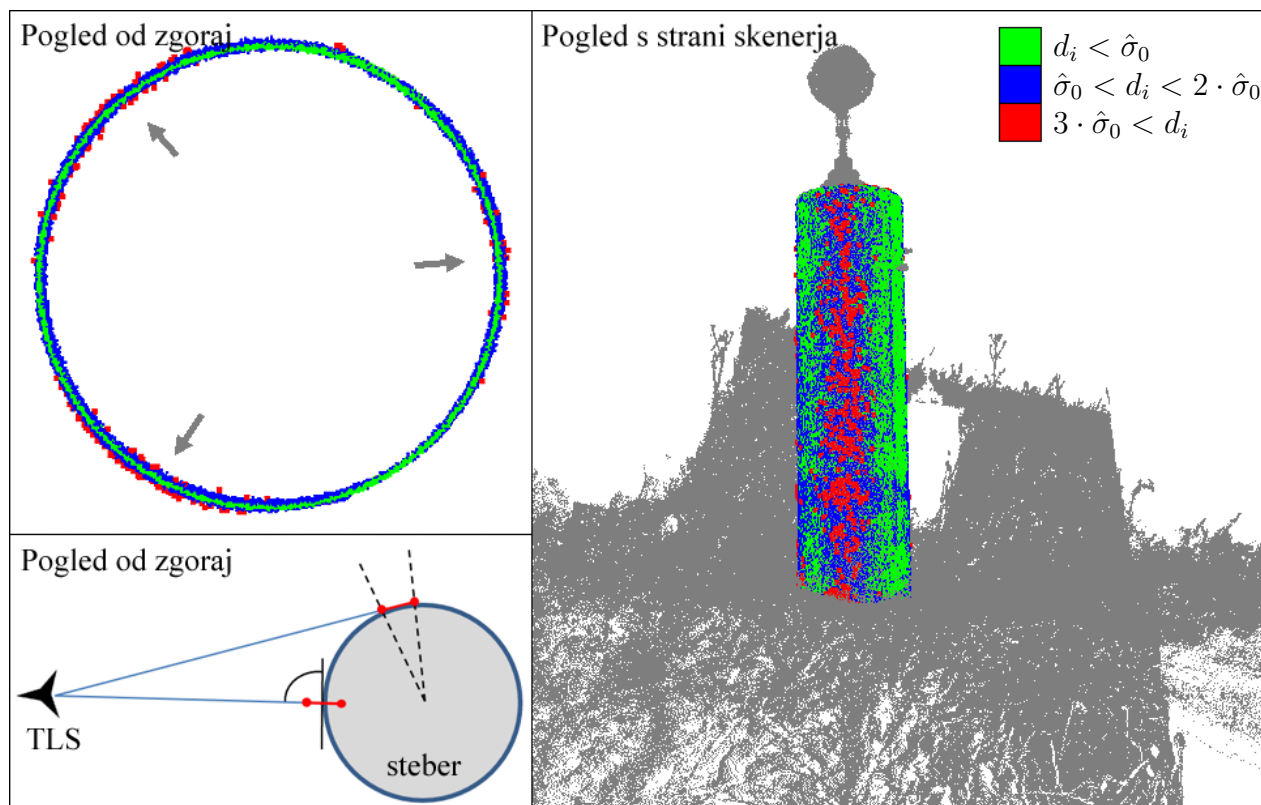 Pogled od zgoraj
Pogled s strani skenerja
d_i < σ̂_0
σ̂_0 < d_i < 2 · σ̂_0
3 · σ̂_0 < d_i
Pogled od zgoraj
TLS
steber